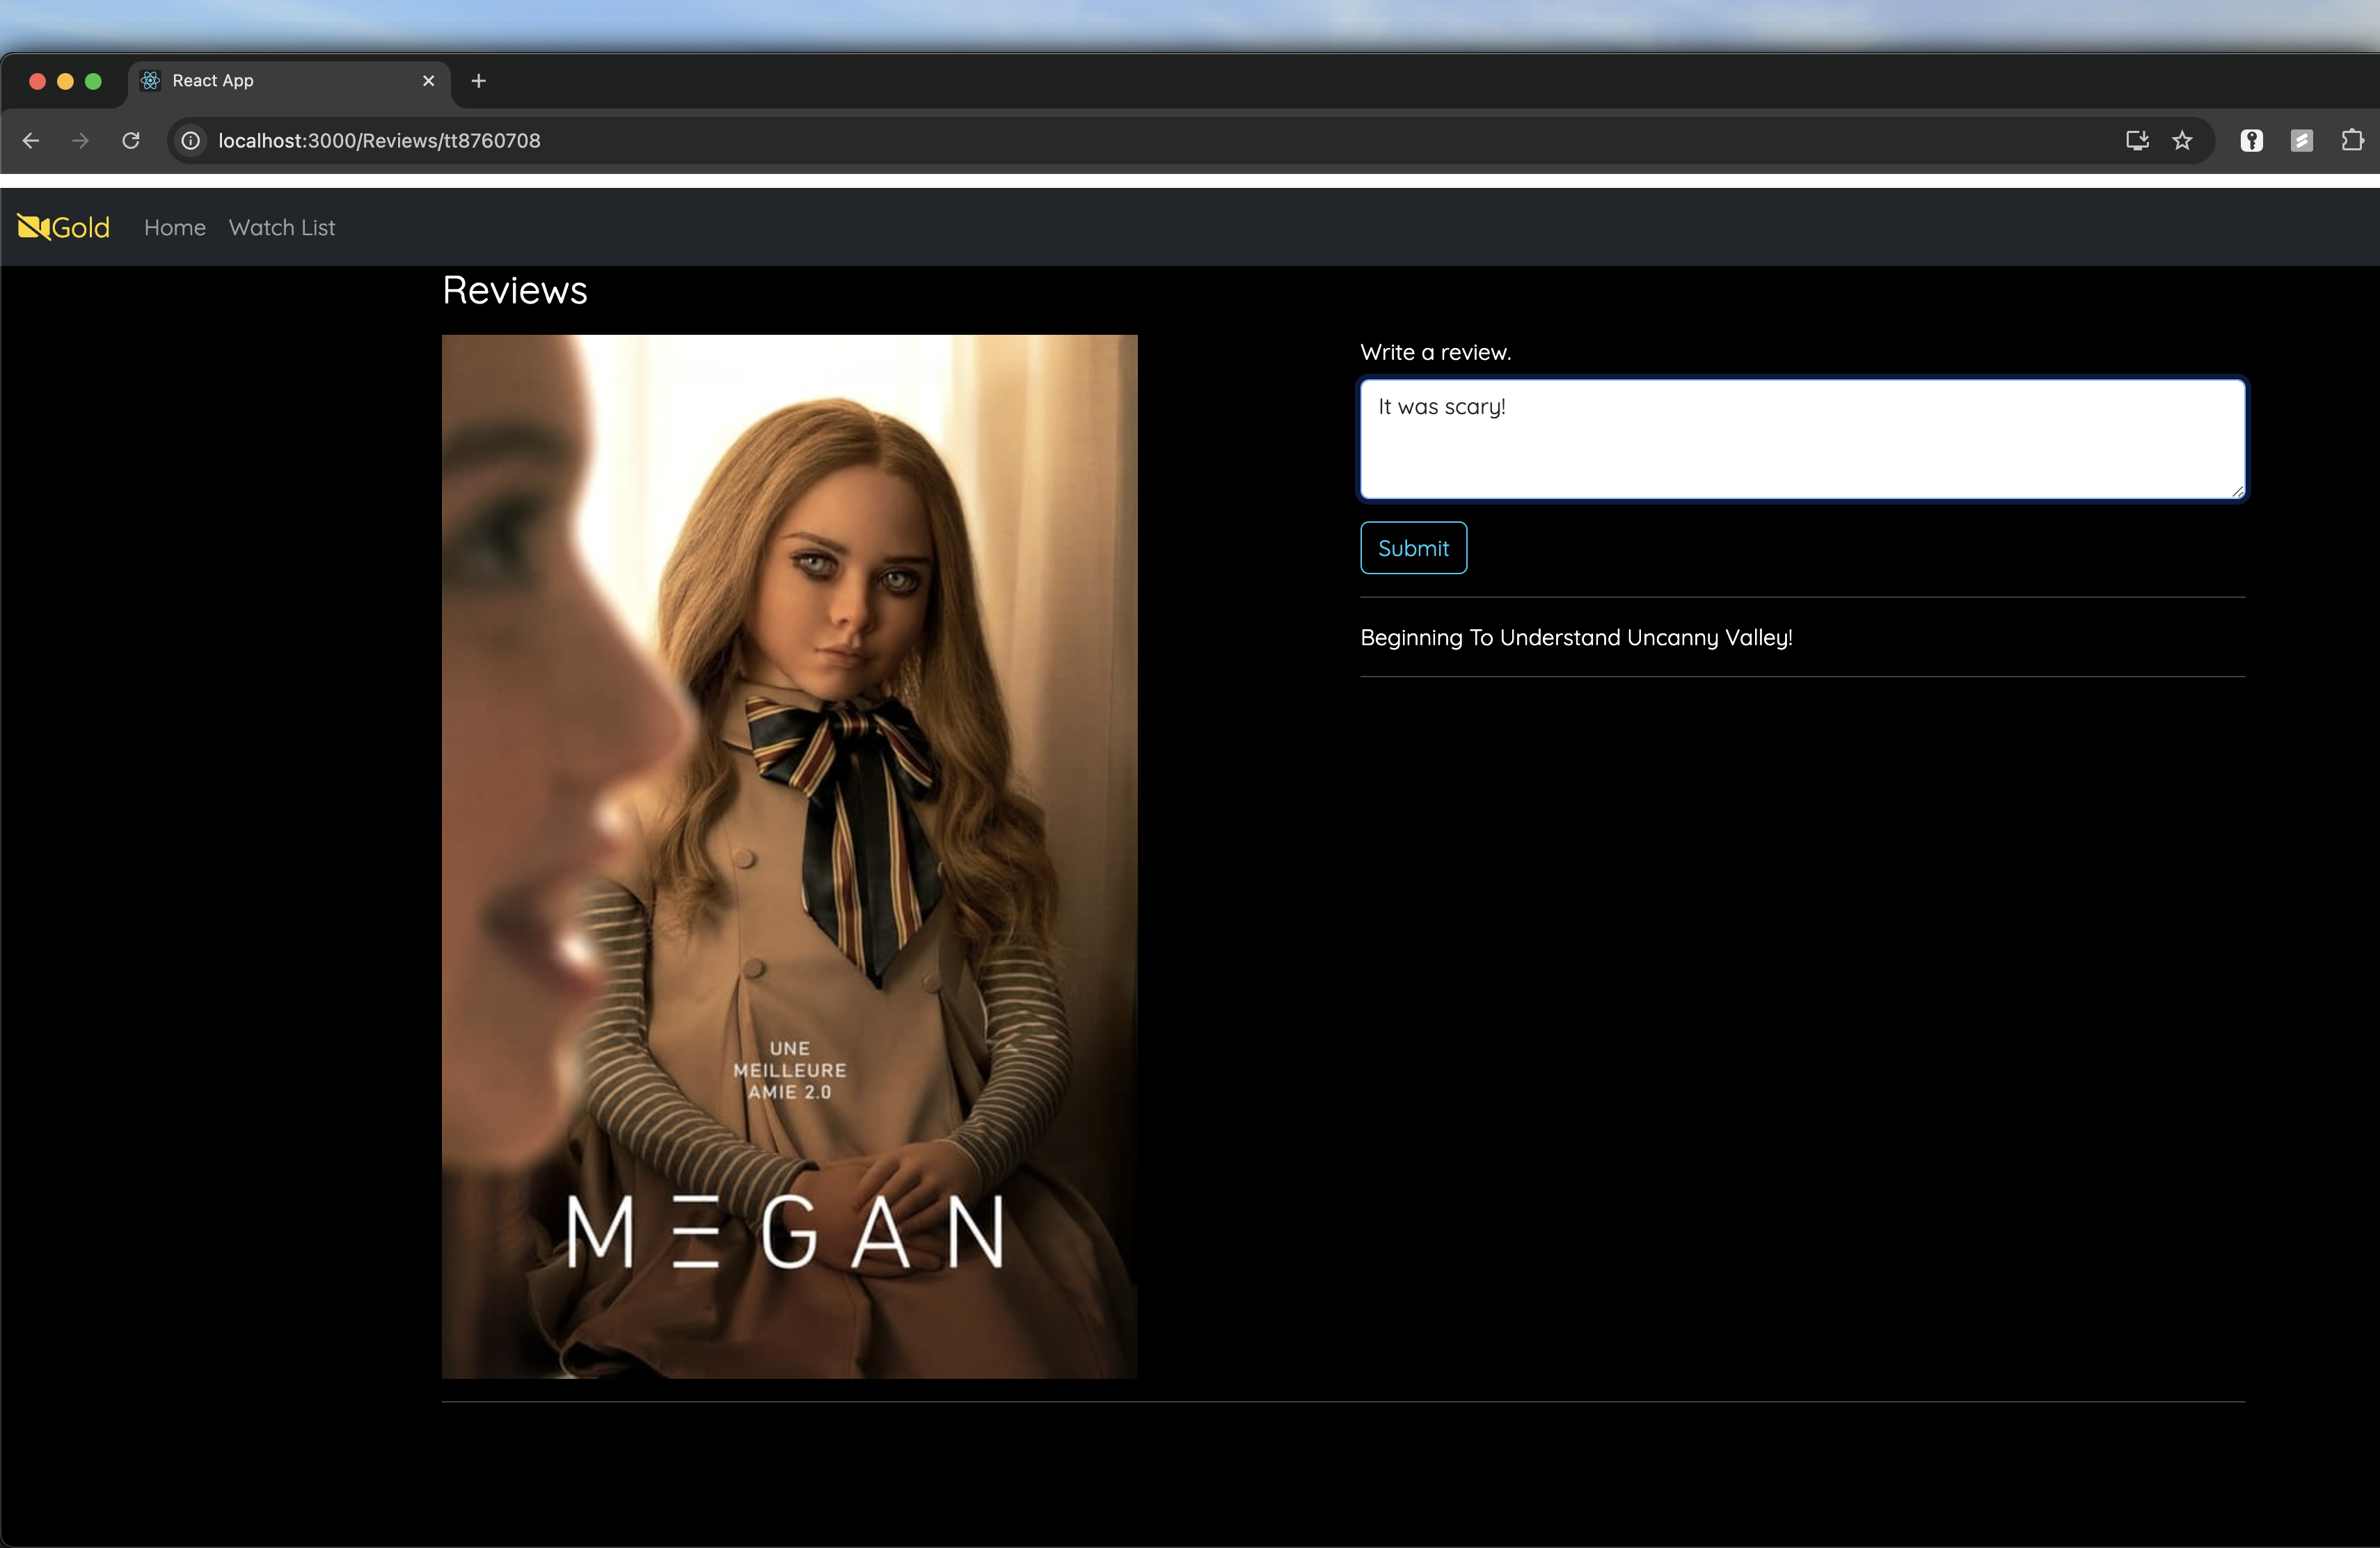 React App
localhost:3000/Reviews/tt8760708
Gold Home Watch List
Reviews
Write a review.
It was scary!
Submit
Beginning To Understand Uncanny Valley!
UNE
MEILLEURE
AMIE 2.0
MEGAN